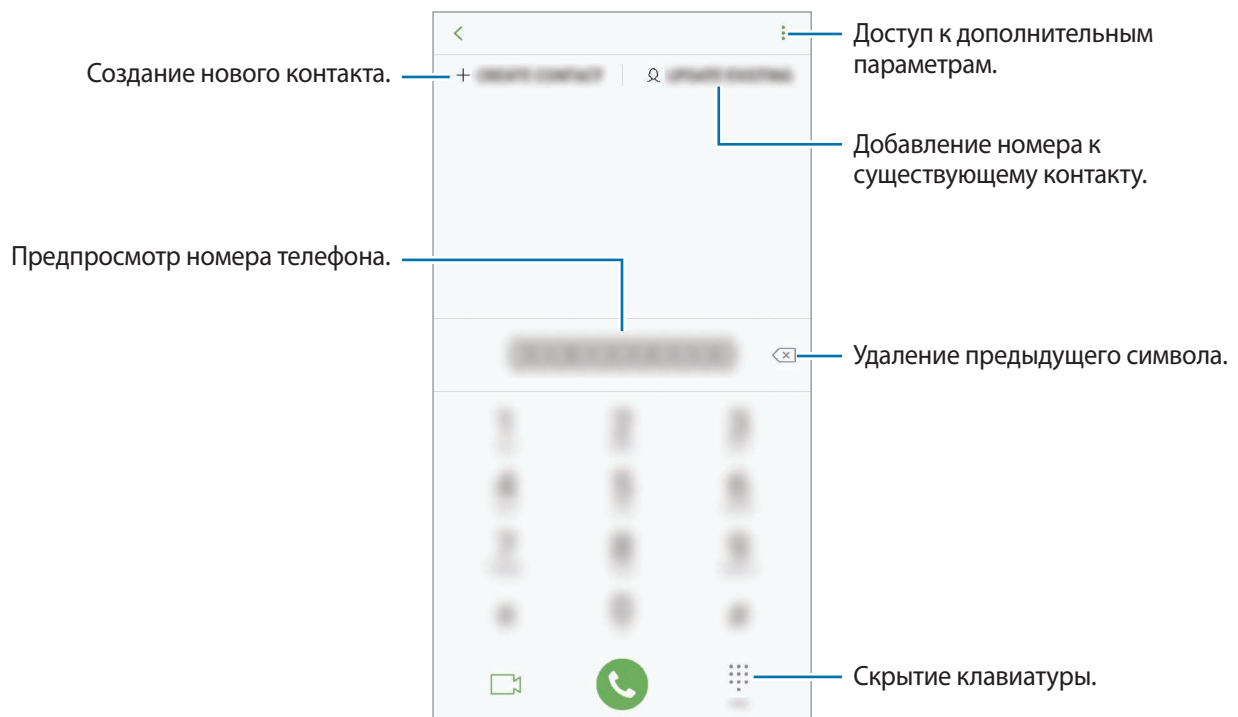 Доступ к дополнительным
параметрам.
Создание нового контакта.
Добавление номера к
существующему контакту.
Предпросмотр номера телефона.
Удаление предыдущего символа.
Скрытие клавиатуры.